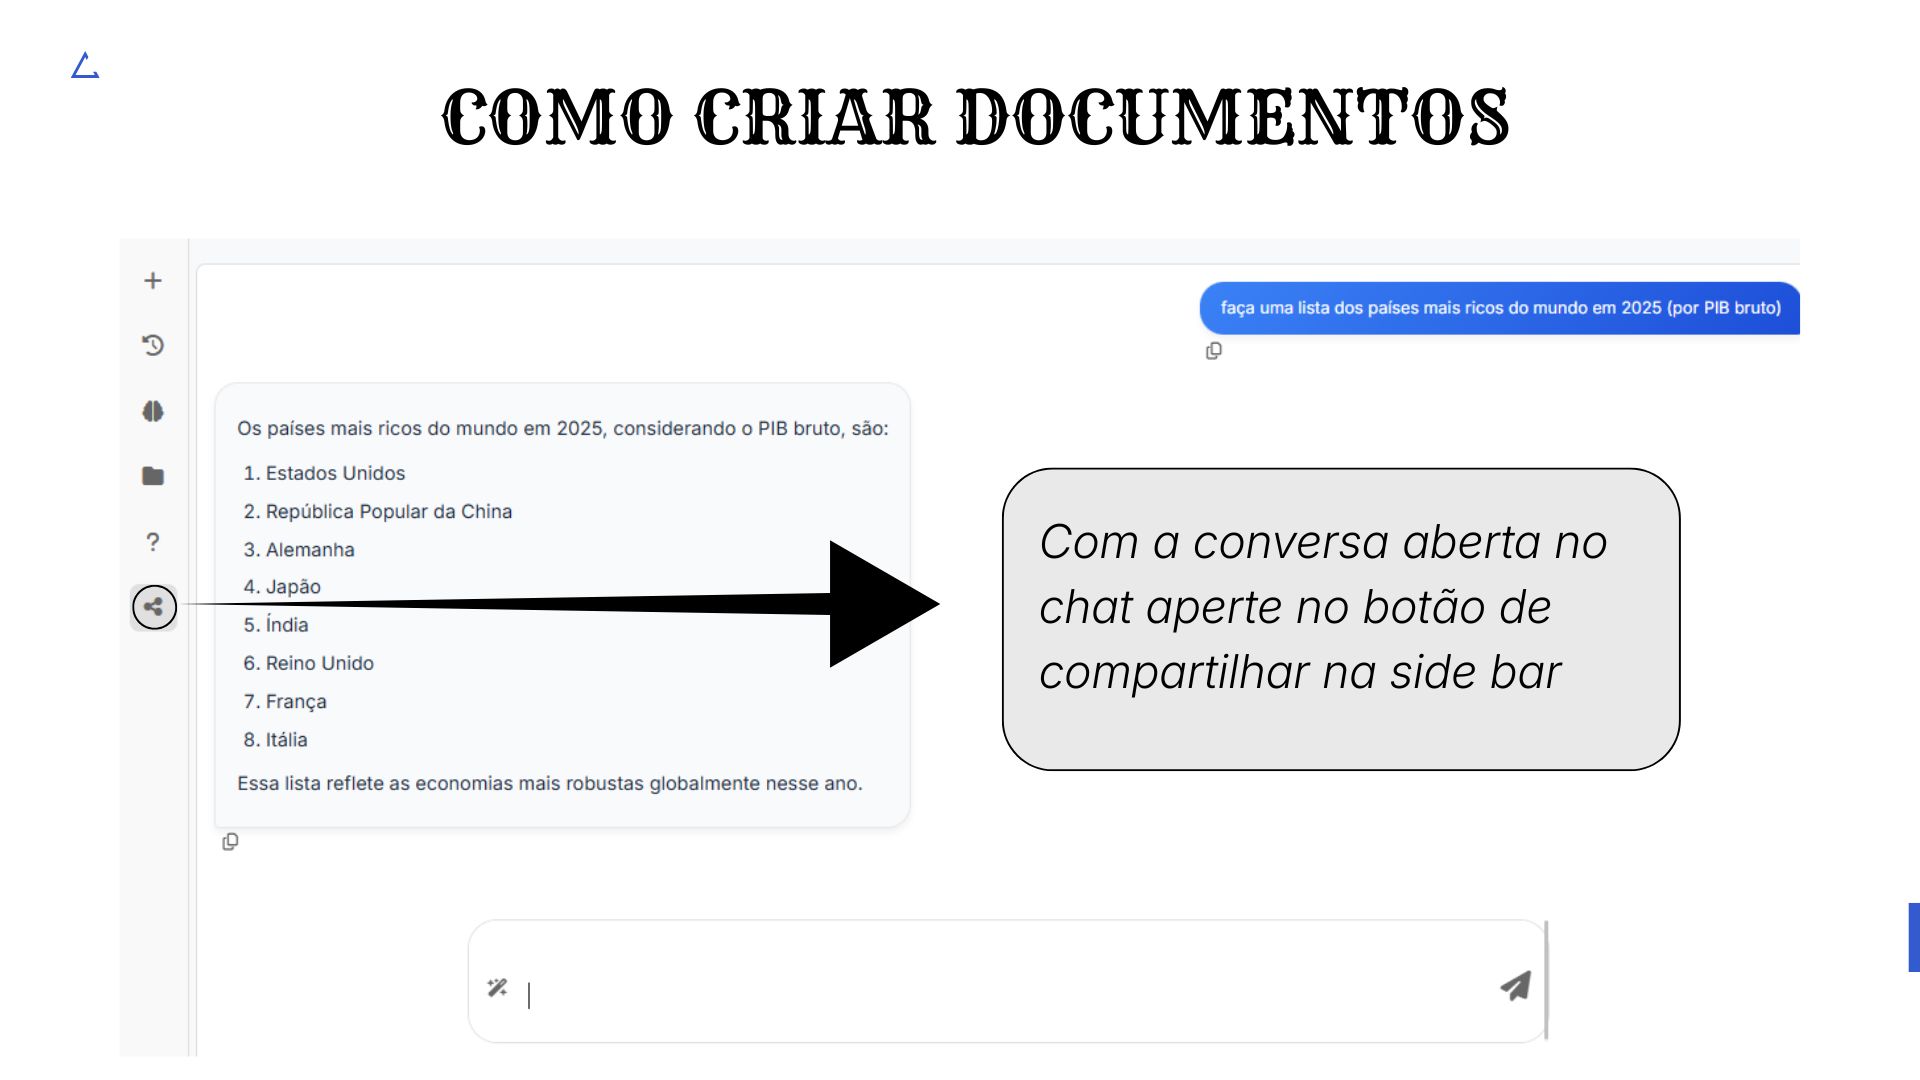 COMO CRIAR DOCUMENTOS
faça uma lista dos países mais ricos do mundo em 2025 (por PIB bruto)
Os países mais ricos do mundo em 2025, considerando o PIB bruto, são:
1. Estados Unidos
2. República Popular da China
3. Alemanha
4. Japão
5. Índia
6. Reino Unido
7. França
8. Itália
Essa lista reflete as economias mais robustas globalmente nesse ano.
Com a conversa aberta no
chat aperte no botão de
compartilhar na side bar